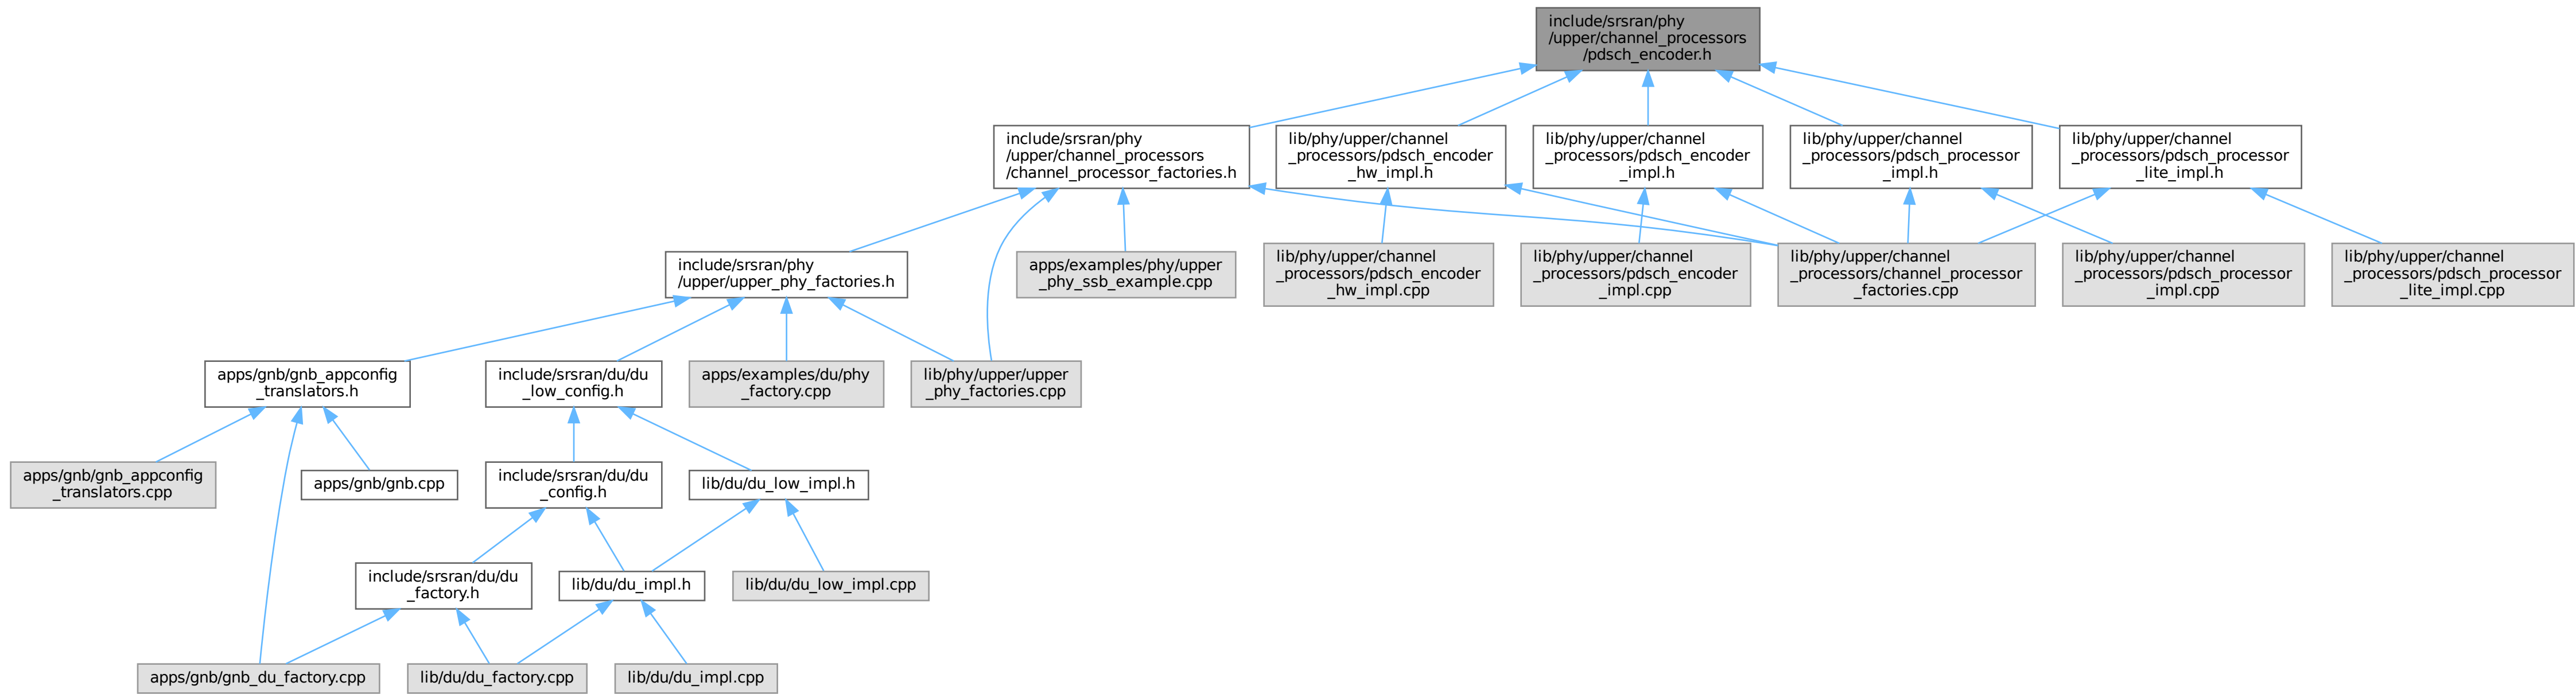 include/srsran/phy
/upper/channel_processors
/pdsch_encoder.h
include/srsran/phy
/upper/channel_processors
/channel_processor_factories.h
lib/phy/upper/channel
_processors/pdsch_encoder
_hw_impl.h
lib/phy/upper/channel
_processors/pdsch_encoder
_impl.h
lib/phy/upper/channel
_processors/pdsch_processor
_impl.h
lib/phy/upper/channel
_processors/pdsch_processor
_lite_impl.h
include/srsran/phy
/upper/upper_phy_factories.h
apps/examples/phy/upper
_phy_ssb_example.cpp
lib/phy/upper/channel
_processors/pdsch_encoder
_hw_impl.cpp
lib/phy/upper/channel
_processors/pdsch_encoder
_impl.cpp
lib/phy/upper/channel
_processors/channel_processor
_factories.cpp
lib/phy/upper/channel
_processors/pdsch_processor
_impl.cpp
lib/phy/upper/channel
_processors/pdsch_processor
_lite_impl.cpp
apps/gnb/gnb_appconfig
_translators.h
include/srsran/du/du
_low_config.h
apps/examples/du/phy
_factory.cpp
lib/phy/upper/upper
_phy_factories.cpp
apps/gnb/gnb_appconfig
_translators.cpp
apps/gnb/gnb.cpp
include/srsran/du/du
_config.h
lib/du/du_low_impl.h
include/srsran/du/du
_factory.h
lib/du/du_impl.h
lib/du/du_low_impl.cpp
apps/gnb/gnb_du_factory.cpp
lib/du/du_factory.cpp
lib/du/du_impl.cpp